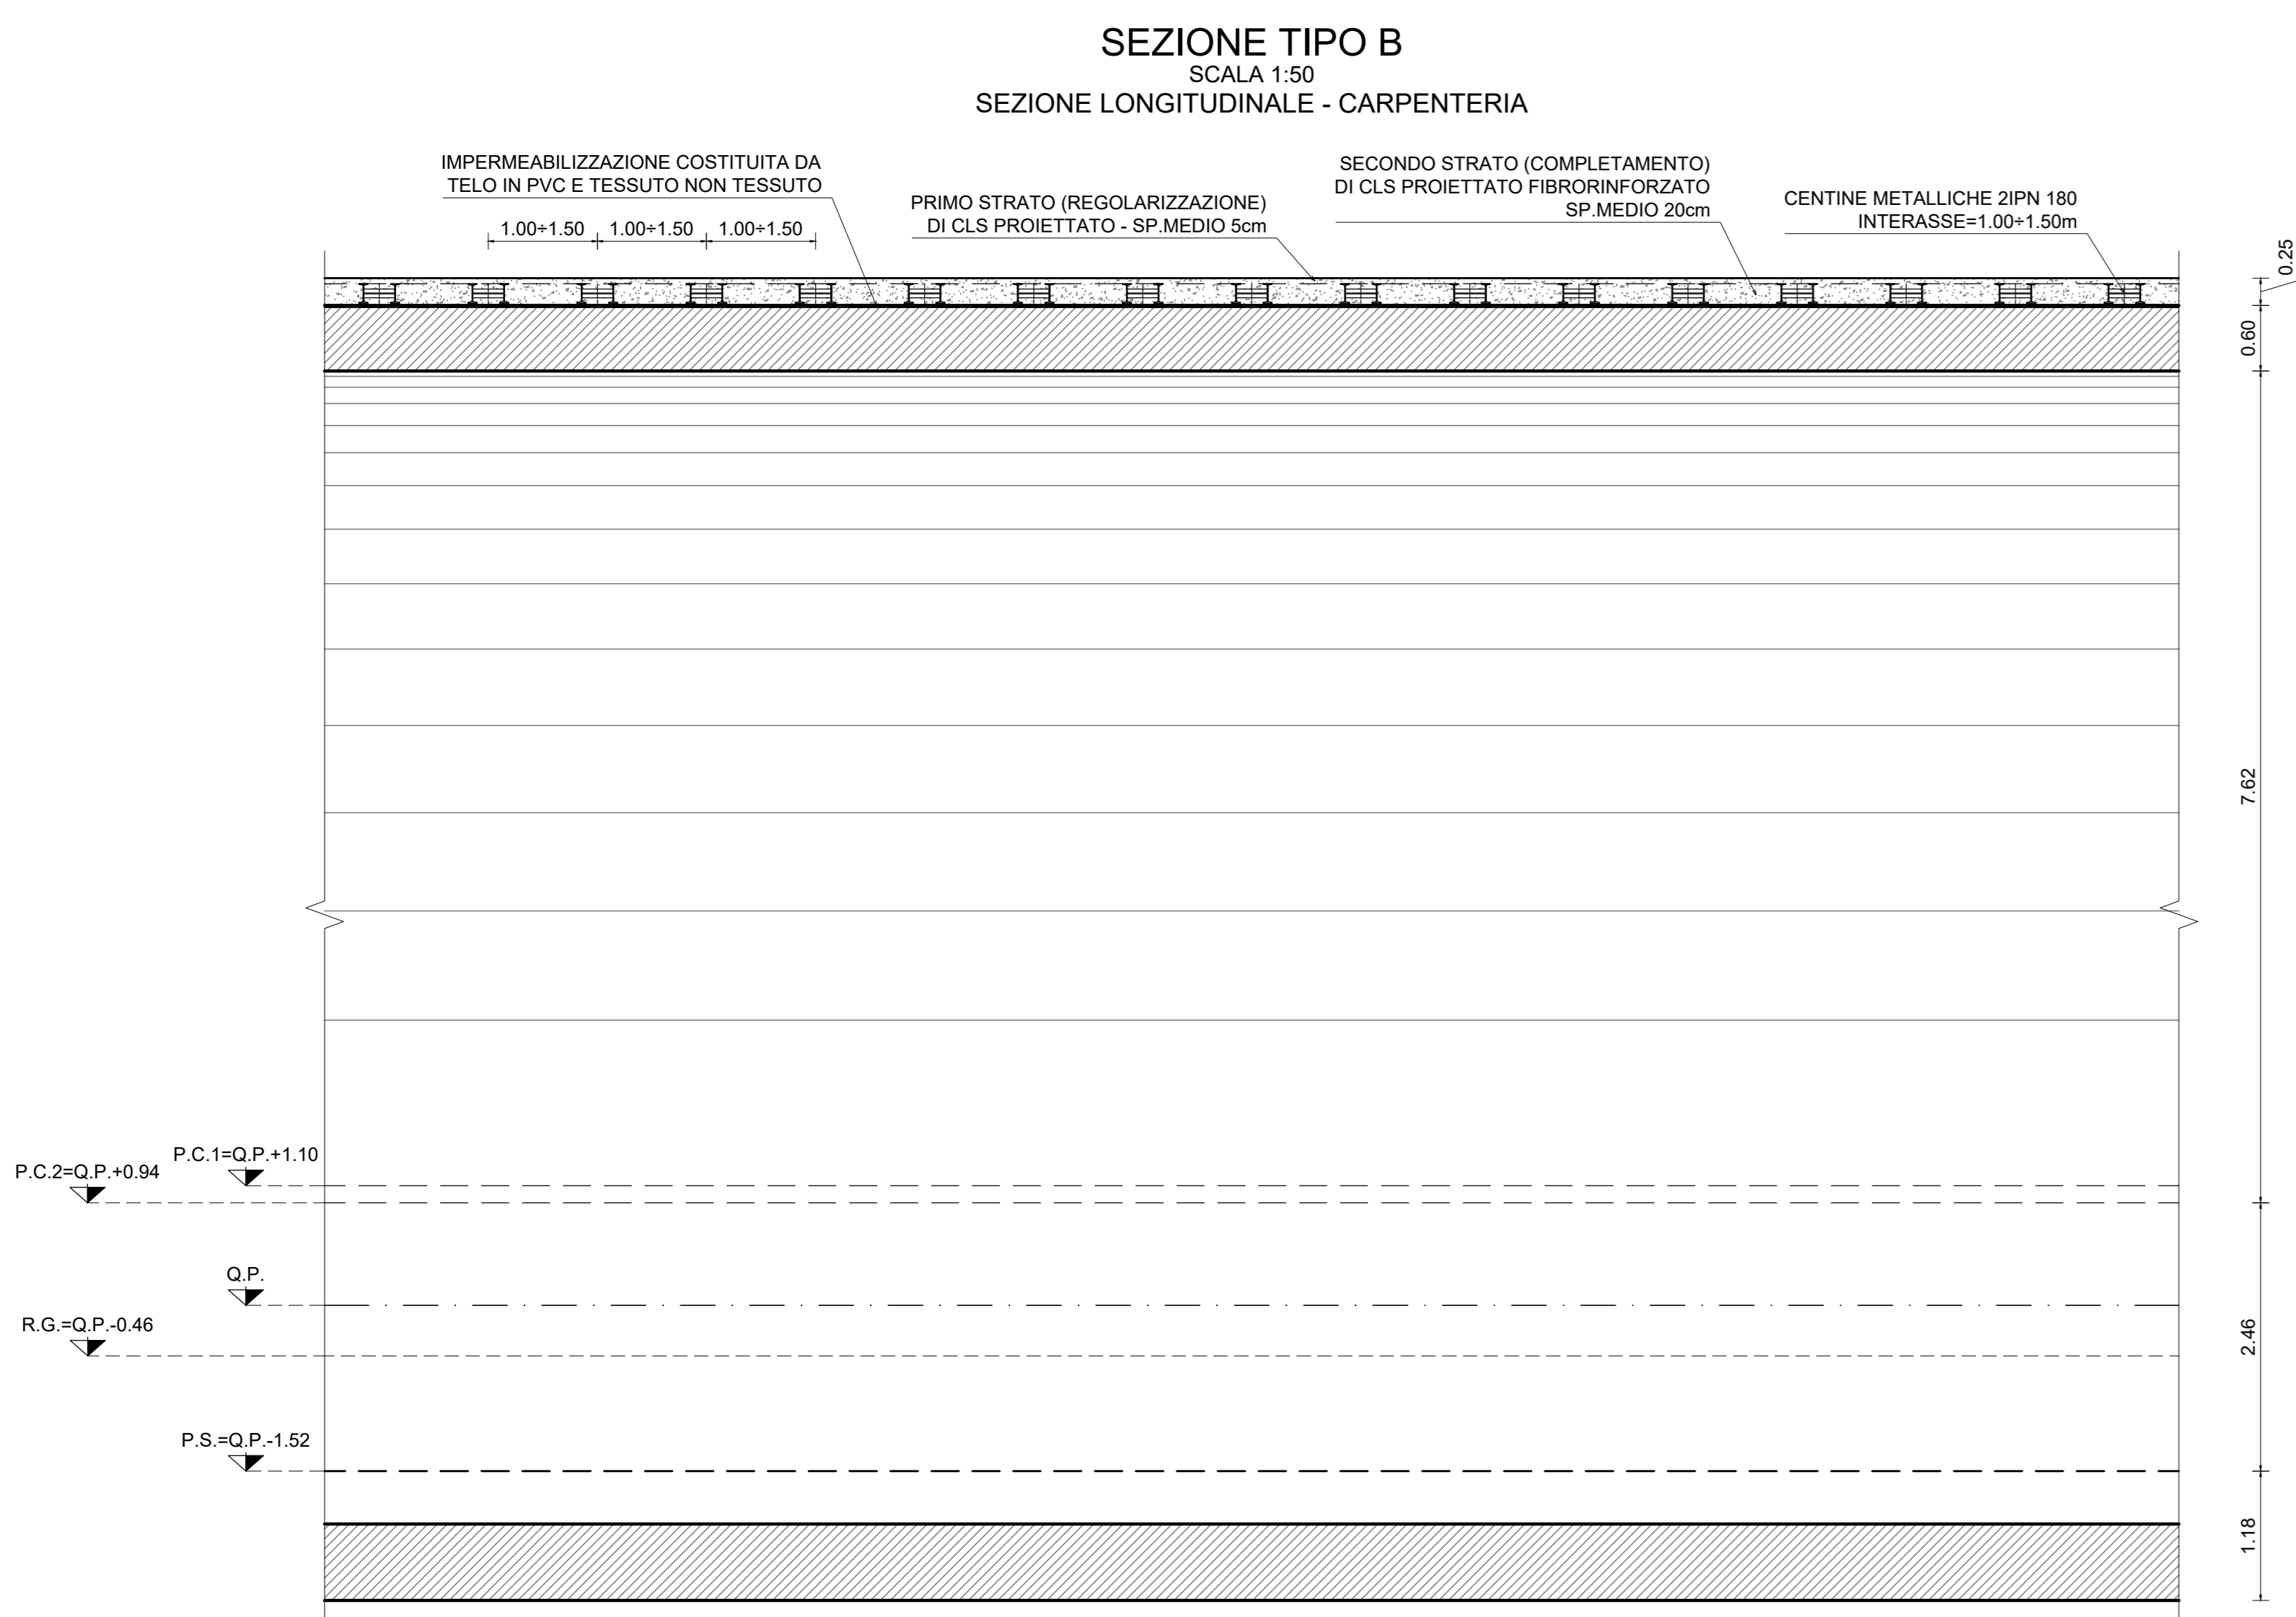 SEZIONE TIPO B
SCALA 1:50
SEZIONE LONGITUDINALE - CARPENTERIA
IMPERMEABILIZZAZIONE COSTITUITA DA
TELO IN PVC E TESSUTO NON TESSUTO
1.00÷1.50 1.00÷1.50 1.00÷1.50
PRIMO STRATO (REGOLARIZZAZIONE)
DI CLS PROIETTATO - SP.MEDIO 5cm
SECONDO STRATO (COMPLETAMENTO)
DI CLS PROIETTATO FIBRORINFORZATO
SP.MEDIO 20cm
CENTINE METALLICHE 2IPN 180
INTERASSE=1.00÷1.50m
0.25
0.60
7.62
P.C.1=Q.P.+1.10
P.C.2=Q.P.+0.94
Q.P.
R.G.=Q.P.-0.46
2.46
P.S.=Q.P.-1.52
1.18